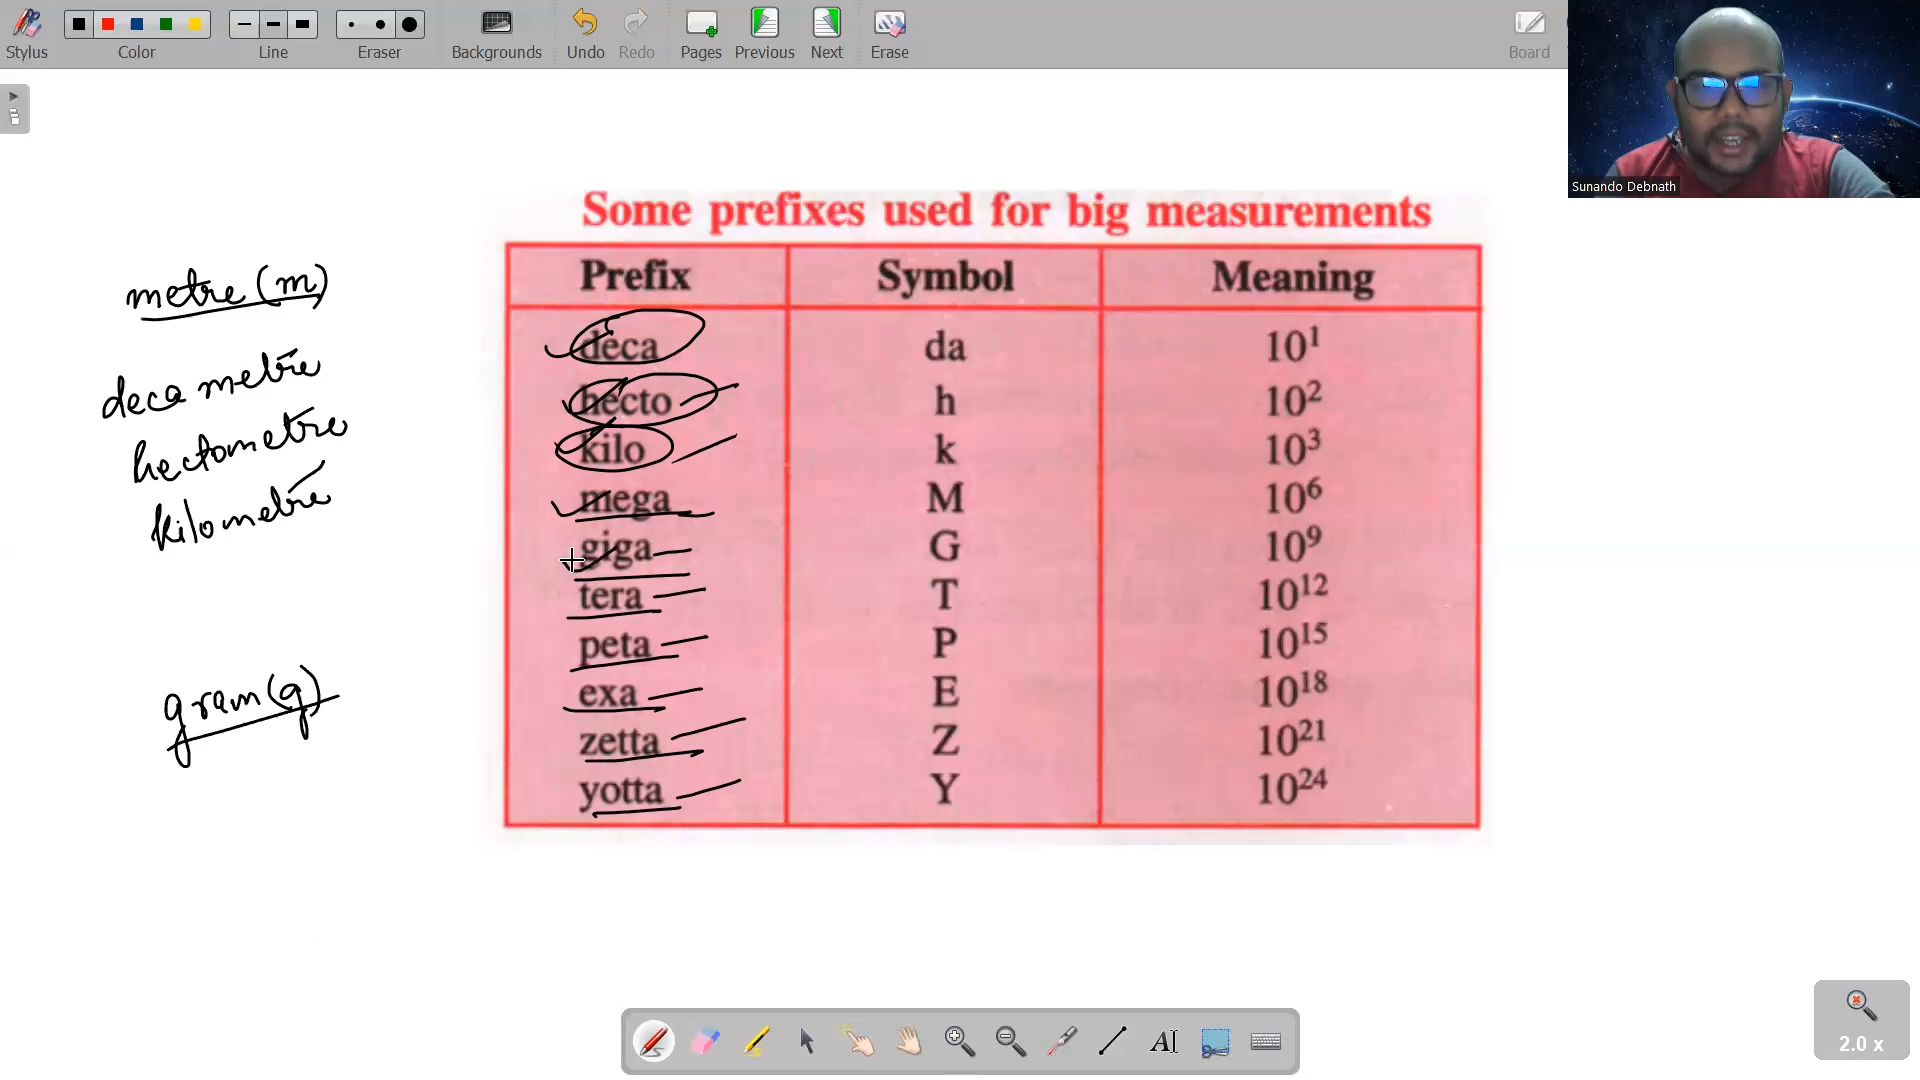 Stylus Color Line Eraser Backgrounds Undo Redo Pages Previous Next Erase Board
Sunando Debnath
Some prefixes used for big measurements
Prefix Symbol Meaning
deca da 10¹
hecto h 10²
kilo k 10³
mega M 10⁶
giga G 10⁹
tera T 10¹²
peta P 10¹⁵
exa E 10¹⁸
zetta Z 10²¹
yotta Y 10²⁴
metre (m)
deca metre
hectometre
kilometre
gram (g)
2.0 x